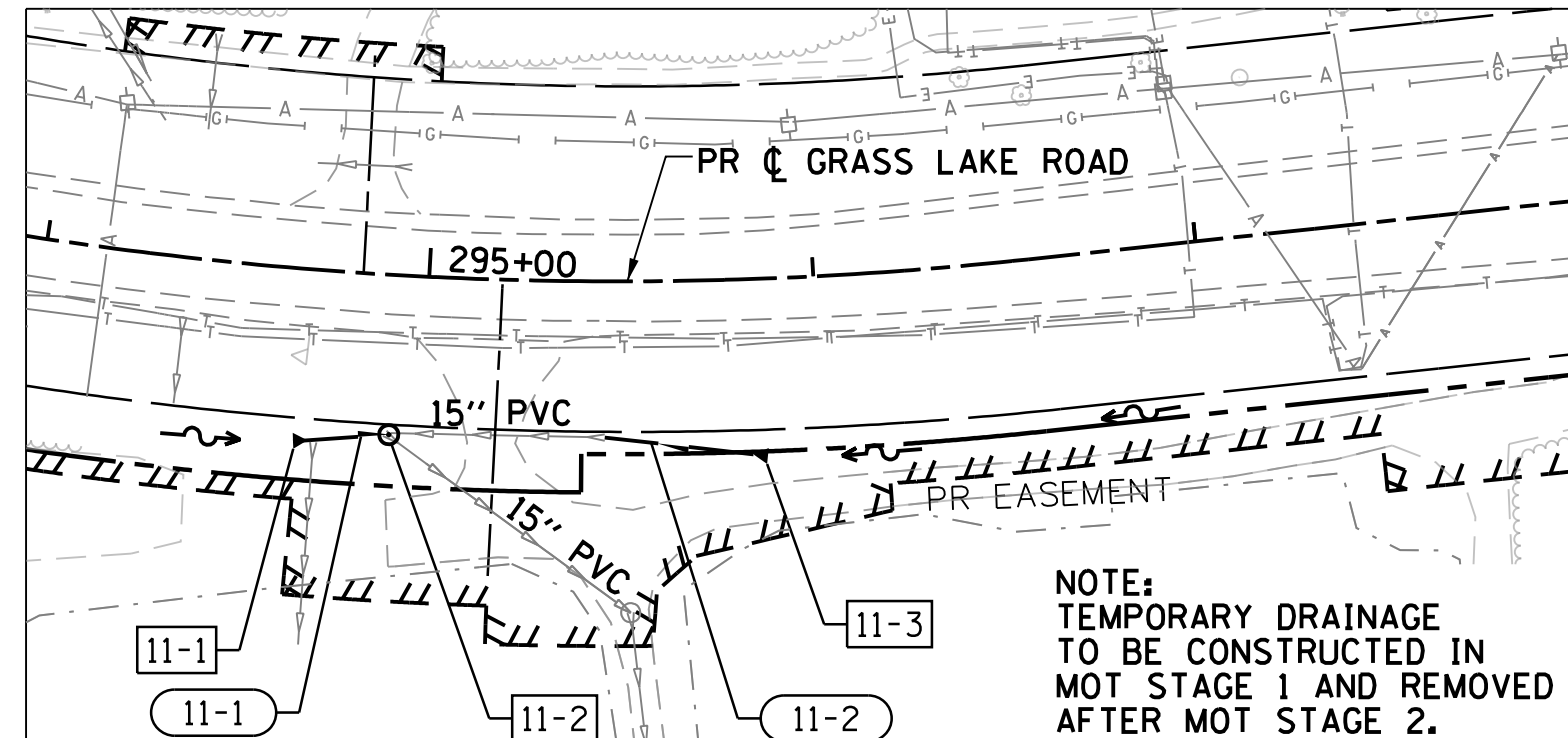 PR ℄ GRASS LAKE ROAD
295+00
15" PVC
15" PVC
PR EASEMENT
11-1
11-1
11-2
11-2
11-3
NOTE:
TEMPORARY DRAINAGE
TO BE CONSTRUCTED IN
MOT STAGE 1 AND REMOVED
AFTER MOT STAGE 2.